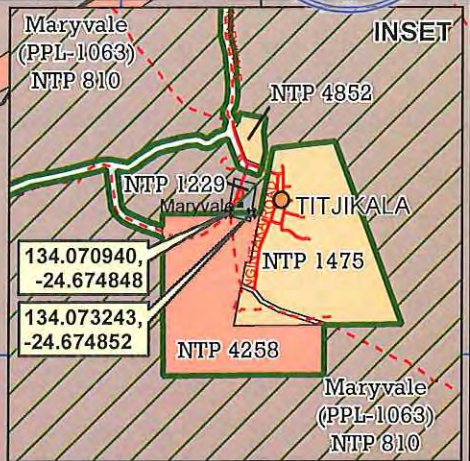 INSET
Maryvale
(PPL-1063)
NTP 810
NTP 4852
NTP 1229
Maryvale
TITJIKALA
134.070940,
-24.674848
NTP 1475
134.073243,
-24.674852
NTP 4258
Maryvale
(PPL-1063)
NTP 810